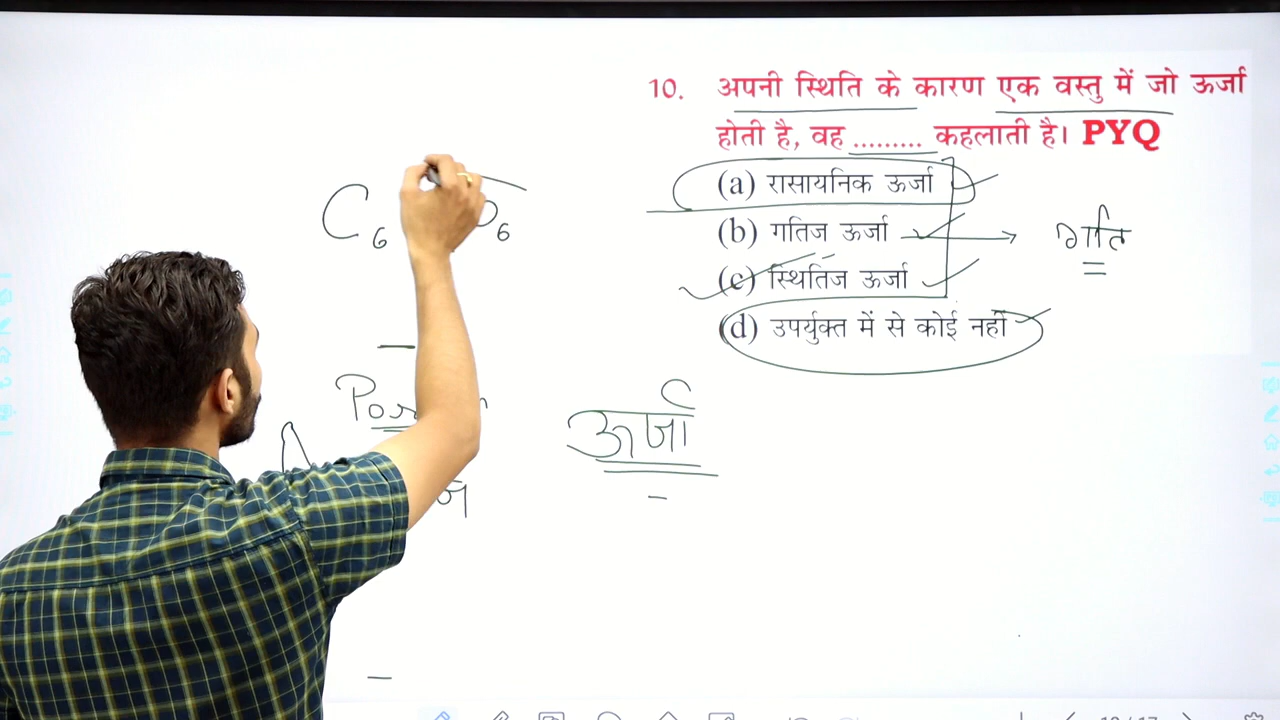 10. अपनी स्थिति के कारण एक वस्तु में जो ऊर्जा
होती है, वह ......... कहलाती है। PYQ
(a) रासायनिक ऊर्जा
(b) गतिज ऊर्जा
(c) स्थितिज ऊर्जा
(d) उपर्युक्त में से कोई नहीं
गति
C6 O6
ऊर्जा